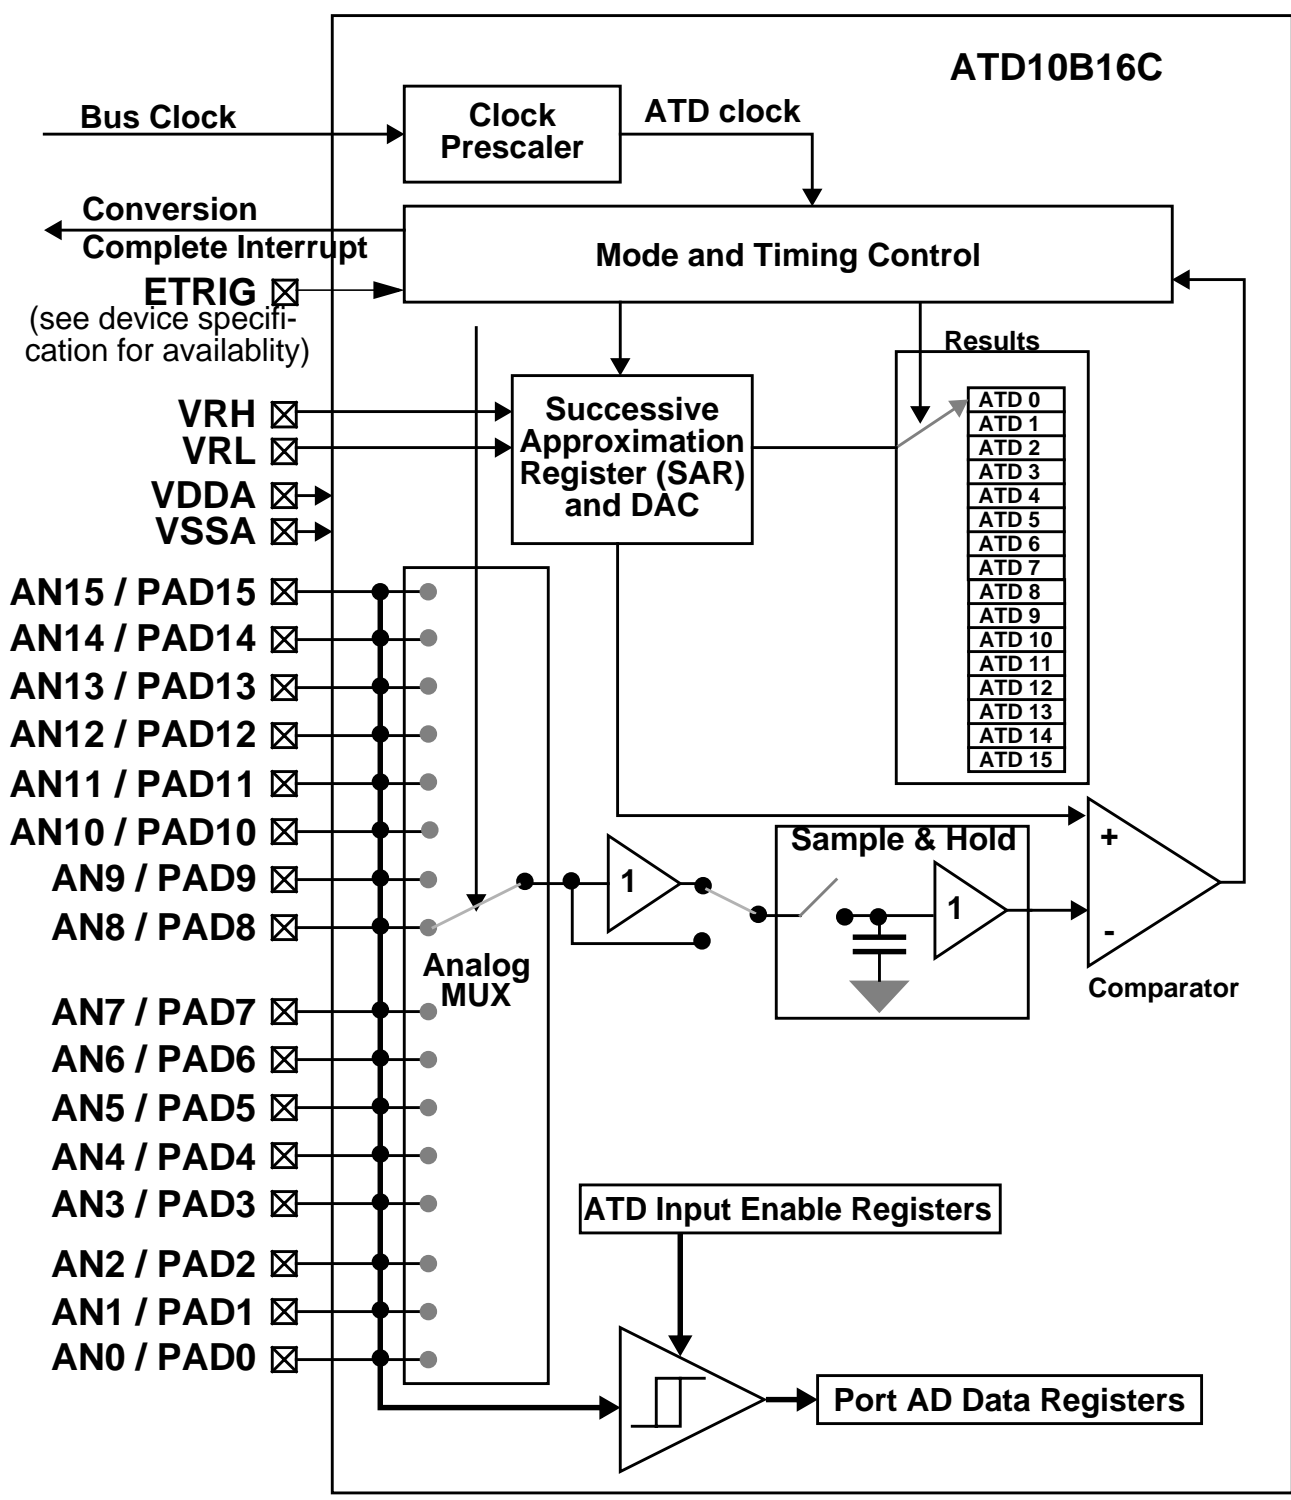 ATD10B16C
Bus Clock
Clock
Prescaler
ATD clock
Conversion
Complete Interrupt
Mode and Timing Control
ETRIG
(see device specifi-
cation for availablity)
Results
VRH
VRL
VDDA
VSSA
Successive
Approximation
Register (SAR)
and DAC
ATD 0
ATD 1
ATD 2
ATD 3
ATD 4
ATD 5
ATD 6
ATD 7
ATD 8
ATD 9
ATD 10
ATD 11
ATD 12
ATD 13
ATD 14
ATD 15
AN15 / PAD15
AN14 / PAD14
AN13 / PAD13
AN12 / PAD12
AN11 / PAD11
AN10 / PAD10
AN9 / PAD9
AN8 / PAD8
AN7 / PAD7
AN6 / PAD6
AN5 / PAD5
AN4 / PAD4
AN3 / PAD3
AN2 / PAD2
AN1 / PAD1
AN0 / PAD0
Analog
MUX
1
Sample & Hold
1
+
-
Comparator
ATD Input Enable Registers
Port AD Data Registers